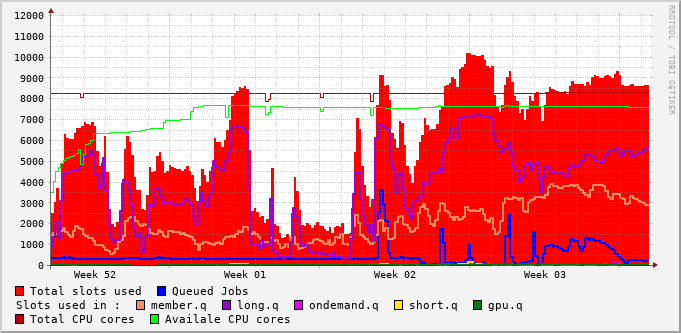 12000
11000
10000
9000
8000
7000
6000
5000
4000
3000
2000
1000
0
Week 52 Week 01 Week 02 Week 03
Total slots used Queued Jobs
Slots used in : member.q long.q ondemand.q short.q gpu.q
Total CPU cores Availale CPU cores
RRDTOOL / TOBI OETIKER